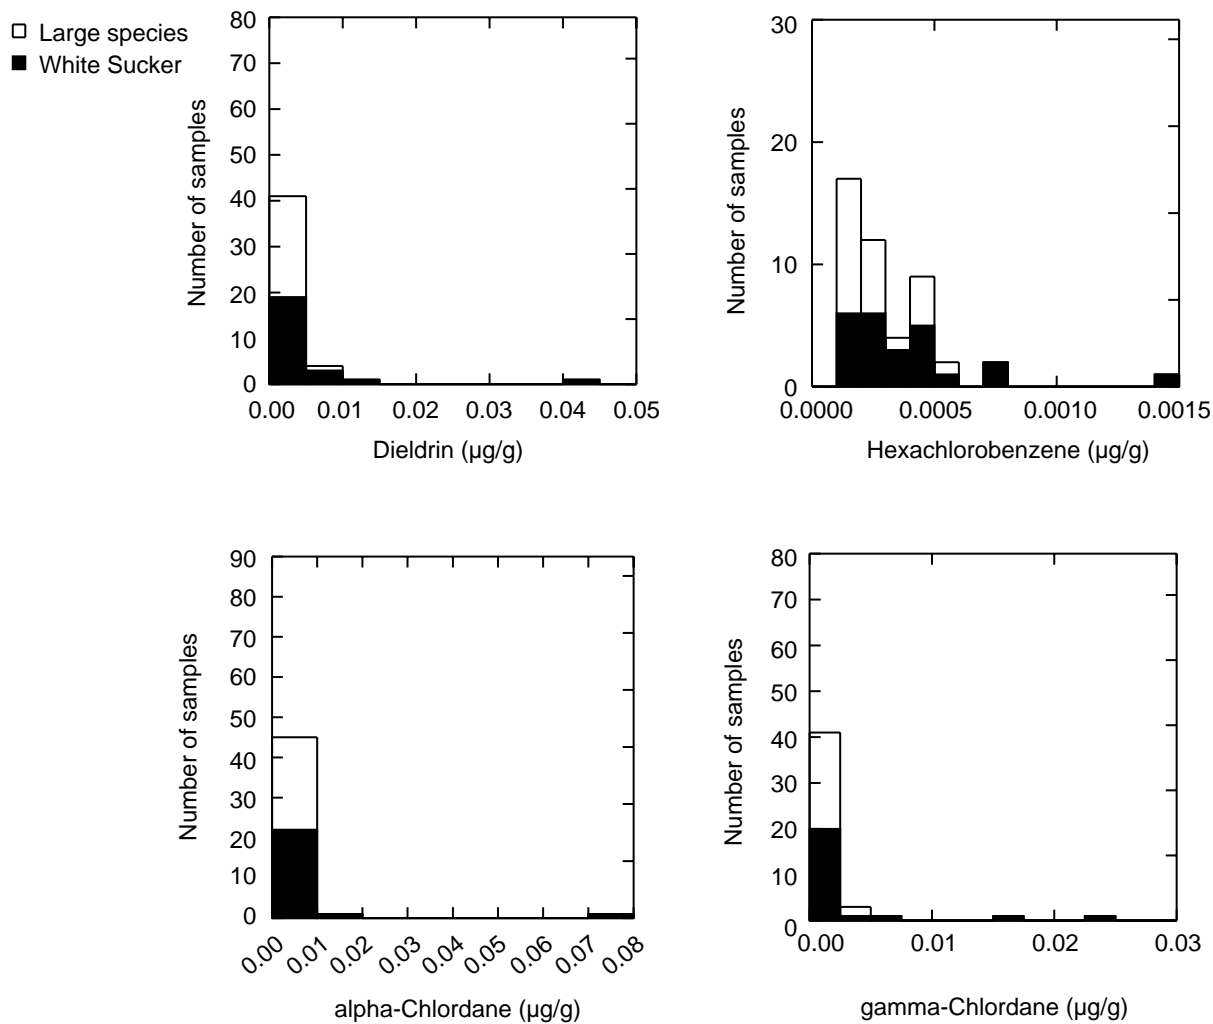 Large species
White Sucker
80
70
60
50
40
30
20
10
0
Number of samples
0.00 0.01 0.02 0.03 0.04 0.05
Dieldrin (µg/g)
30
20
10
0
Number of samples
0.0000 0.0005 0.0010 0.0015
Hexachlorobenzene (µg/g)
90
80
70
60
50
40
30
20
10
0
Number of samples
0.00 0.01 0.02 0.03 0.04 0.05 0.06 0.07 0.08
alpha-Chlordane (µg/g)
80
70
60
50
40
30
20
10
0
Number of samples
0.00 0.01 0.02 0.03
gamma-Chlordane (µg/g)